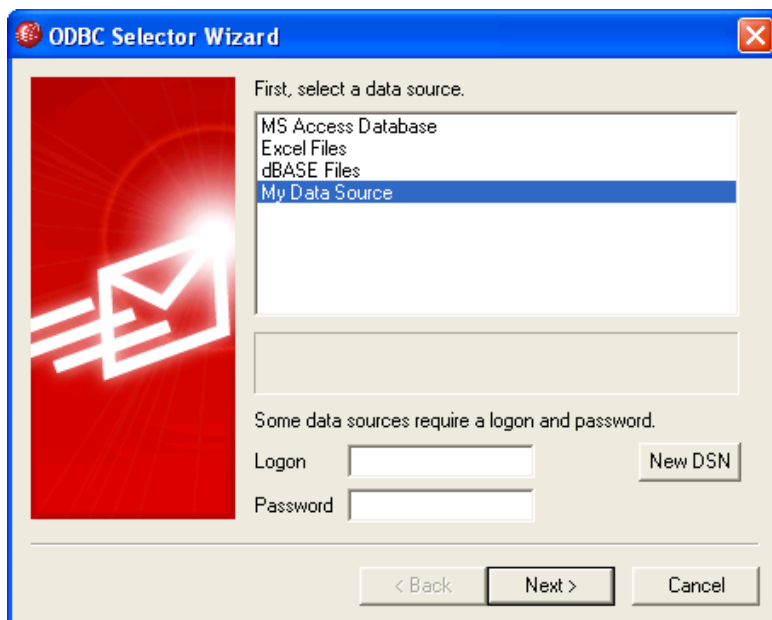 ODBC Selector Wizard
First, select a data source.
MS Access Database
Excel Files
dBASE Files
My Data Source
Some data sources require a logon and password.
Logon
New DSN
Password
< Back
Next >
Cancel